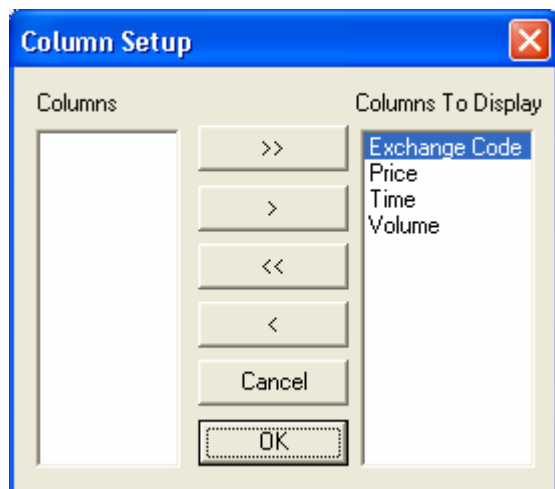 Column Setup
Columns
Columns To Display
>>
>
<<
<
Cancel
OK
Exchange Code
Price
Time
Volume